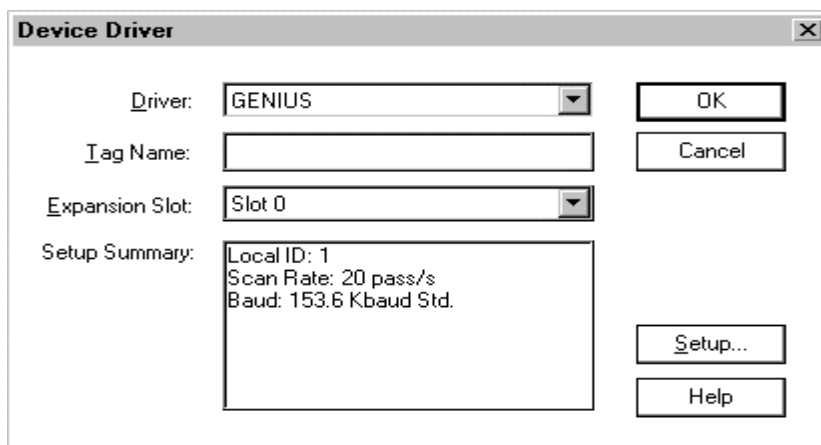 Device Driver
Driver: GENIUS
OK
Tag Name:
Cancel
Expansion Slot: Slot 0
Setup Summary: Local ID: 1
Scan Rate: 20 pass/s
Baud: 153.6 Kbaud Std.
Setup...
Help